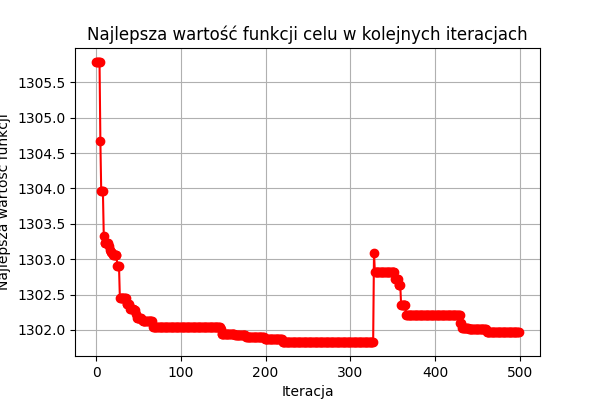 Najlepsza wartość funkcji celu w kolejnych iteracjach
Najlepsza wartość funkcji
1305.5
1305.0
1304.5
1304.0
1303.5
1303.0
1302.5
1302.0
0 100 200 300 400 500
Iteracja